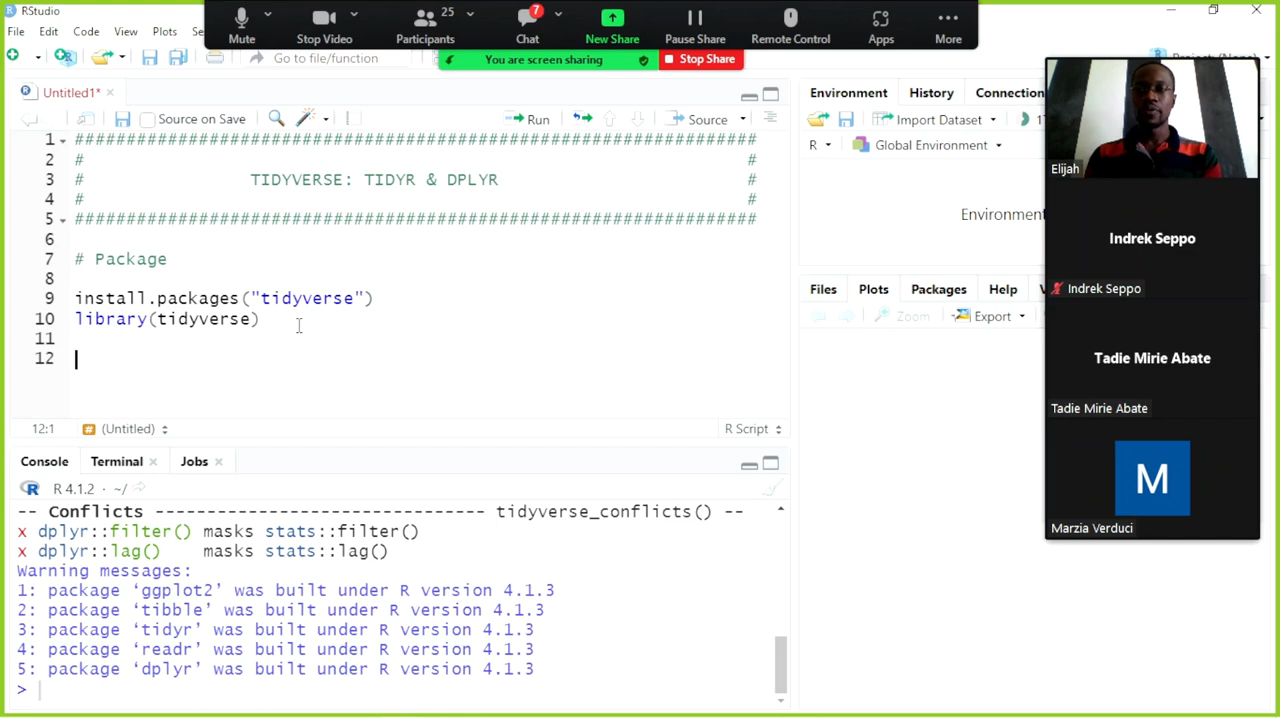 RStudio
File Edit Code View Plots
Mute Stop Video Participants 25 Chat 7 New Share Pause Share Remote Control Apps More
You are screen sharing Stop Share
Go to file/function
Untitled1*
Source on Save Run Source
1 ###################################################################
2 # #
3 # TIDYVERSE: TIDYR & DPLYR #
4 # #
5 ###################################################################
6
7 # Package
8
9 install.packages("tidyverse")
10 library(tidyverse)
11
12
12:1 (Untitled) R Script
Console Terminal Jobs
R 4.1.2 · ~/
-- Conflicts -------------------------------- tidyverse_conflicts() --
x dplyr::filter() masks stats::filter()
x dplyr::lag() masks stats::lag()
Warning messages:
1: package ‘ggplot2’ was built under R version 4.1.3
2: package ‘tibble’ was built under R version 4.1.3
3: package ‘tidyr’ was built under R version 4.1.3
4: package ‘readr’ was built under R version 4.1.3
5: package ‘dplyr’ was built under R version 4.1.3
>
Environment History Connection
Import Dataset
R Global Environment
Environment
Files Plots Packages Help
Zoom Export
Elijah
Indrek Seppo
Indrek Seppo
Tadie Mirie Abate
Tadie Mirie Abate
M
Marzia Verduci